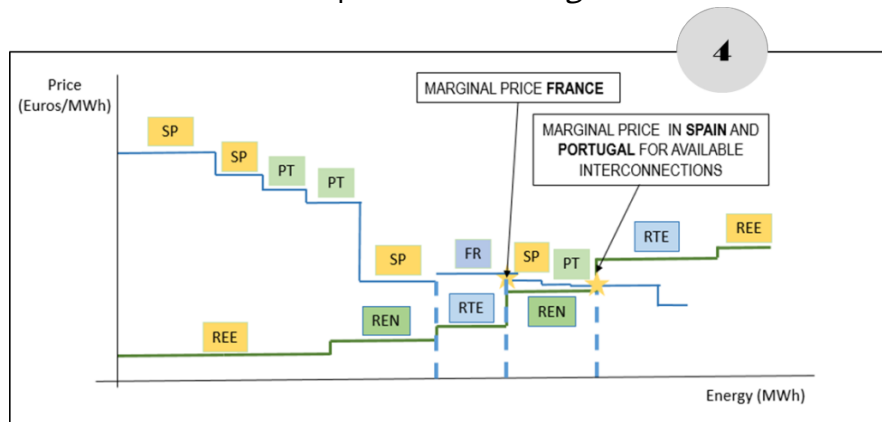 4
Price
(Euros/MWh)
MARGINAL PRICE FRANCE
MARGINAL PRICE IN SPAIN AND
PORTUGAL FOR AVAILABLE
INTERCONNECTIONS
SP
SP
PT
PT
SP
FR
SP
PT
RTE
REE
REE
REN
RTE
REN
Energy (MWh)